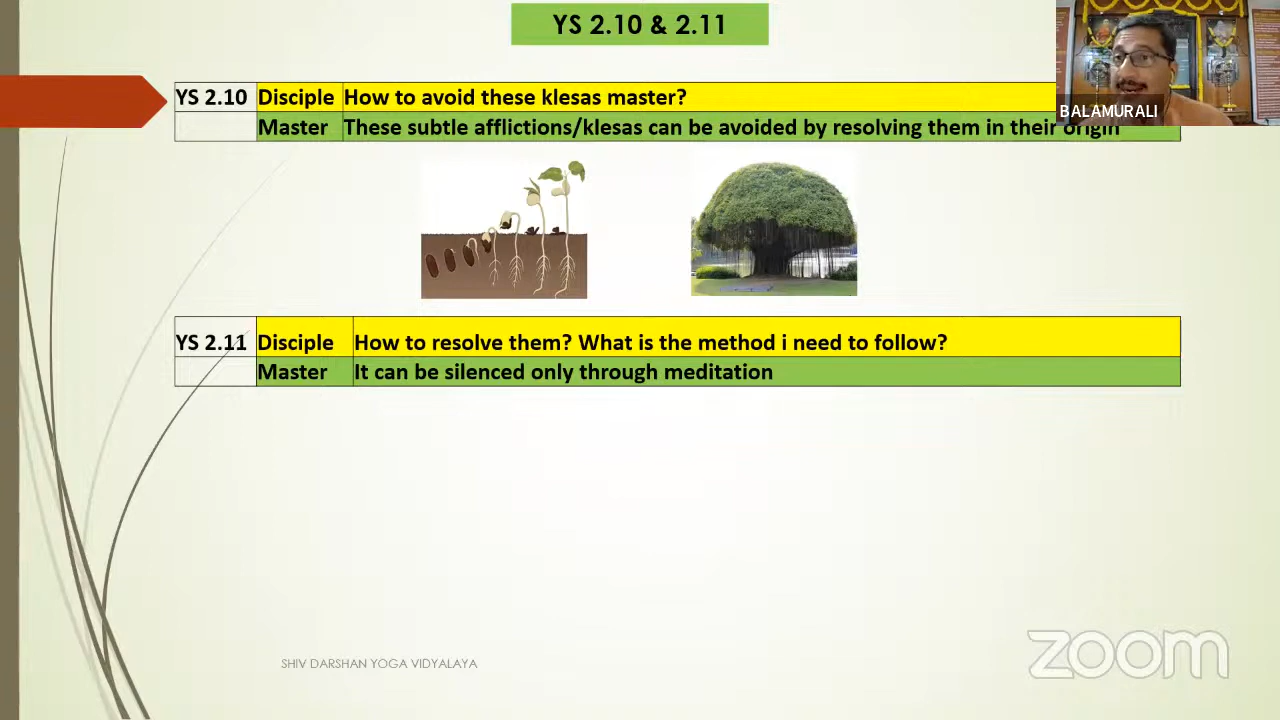 YS 2.10 & 2.11
YS 2.10 Disciple How to avoid these klesas master?
Master These subtle afflictions/klesas can be avoided by resolving them in their origin
BALAMURALI
YS 2.11 Disciple How to resolve them? What is the method i need to follow?
Master It can be silenced only through meditation
SHIV DARSHAN YOGA VIDYALAYA
zoom